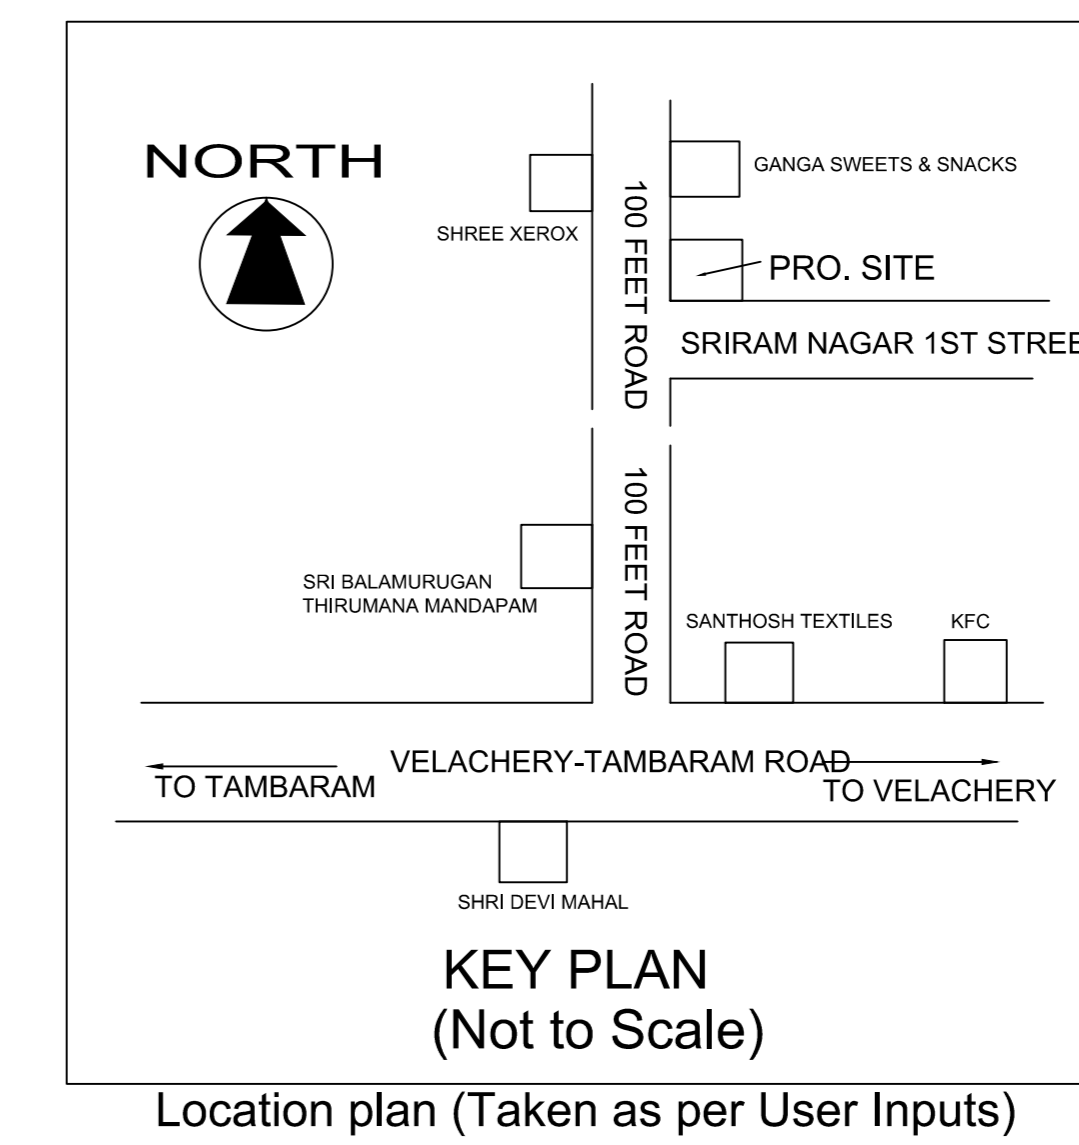 NORTH
GANGA SWEETS & SNACKS
SHREE XEROX
100 FEET ROAD
PRO. SITE
SRIRAM NAGAR 1ST STREE
100 FEET ROAD
SRI BALAMURUGAN
THIRUMANA MANDAPAM
SANTHOSH TEXTILES
KFC
VELACHERY-TAMBARAM ROAD
TO TAMBARAM
TO VELACHERY
SHRI DEVI MAHAL
KEY PLAN
(Not to Scale)
Location plan (Taken as per User Inputs)